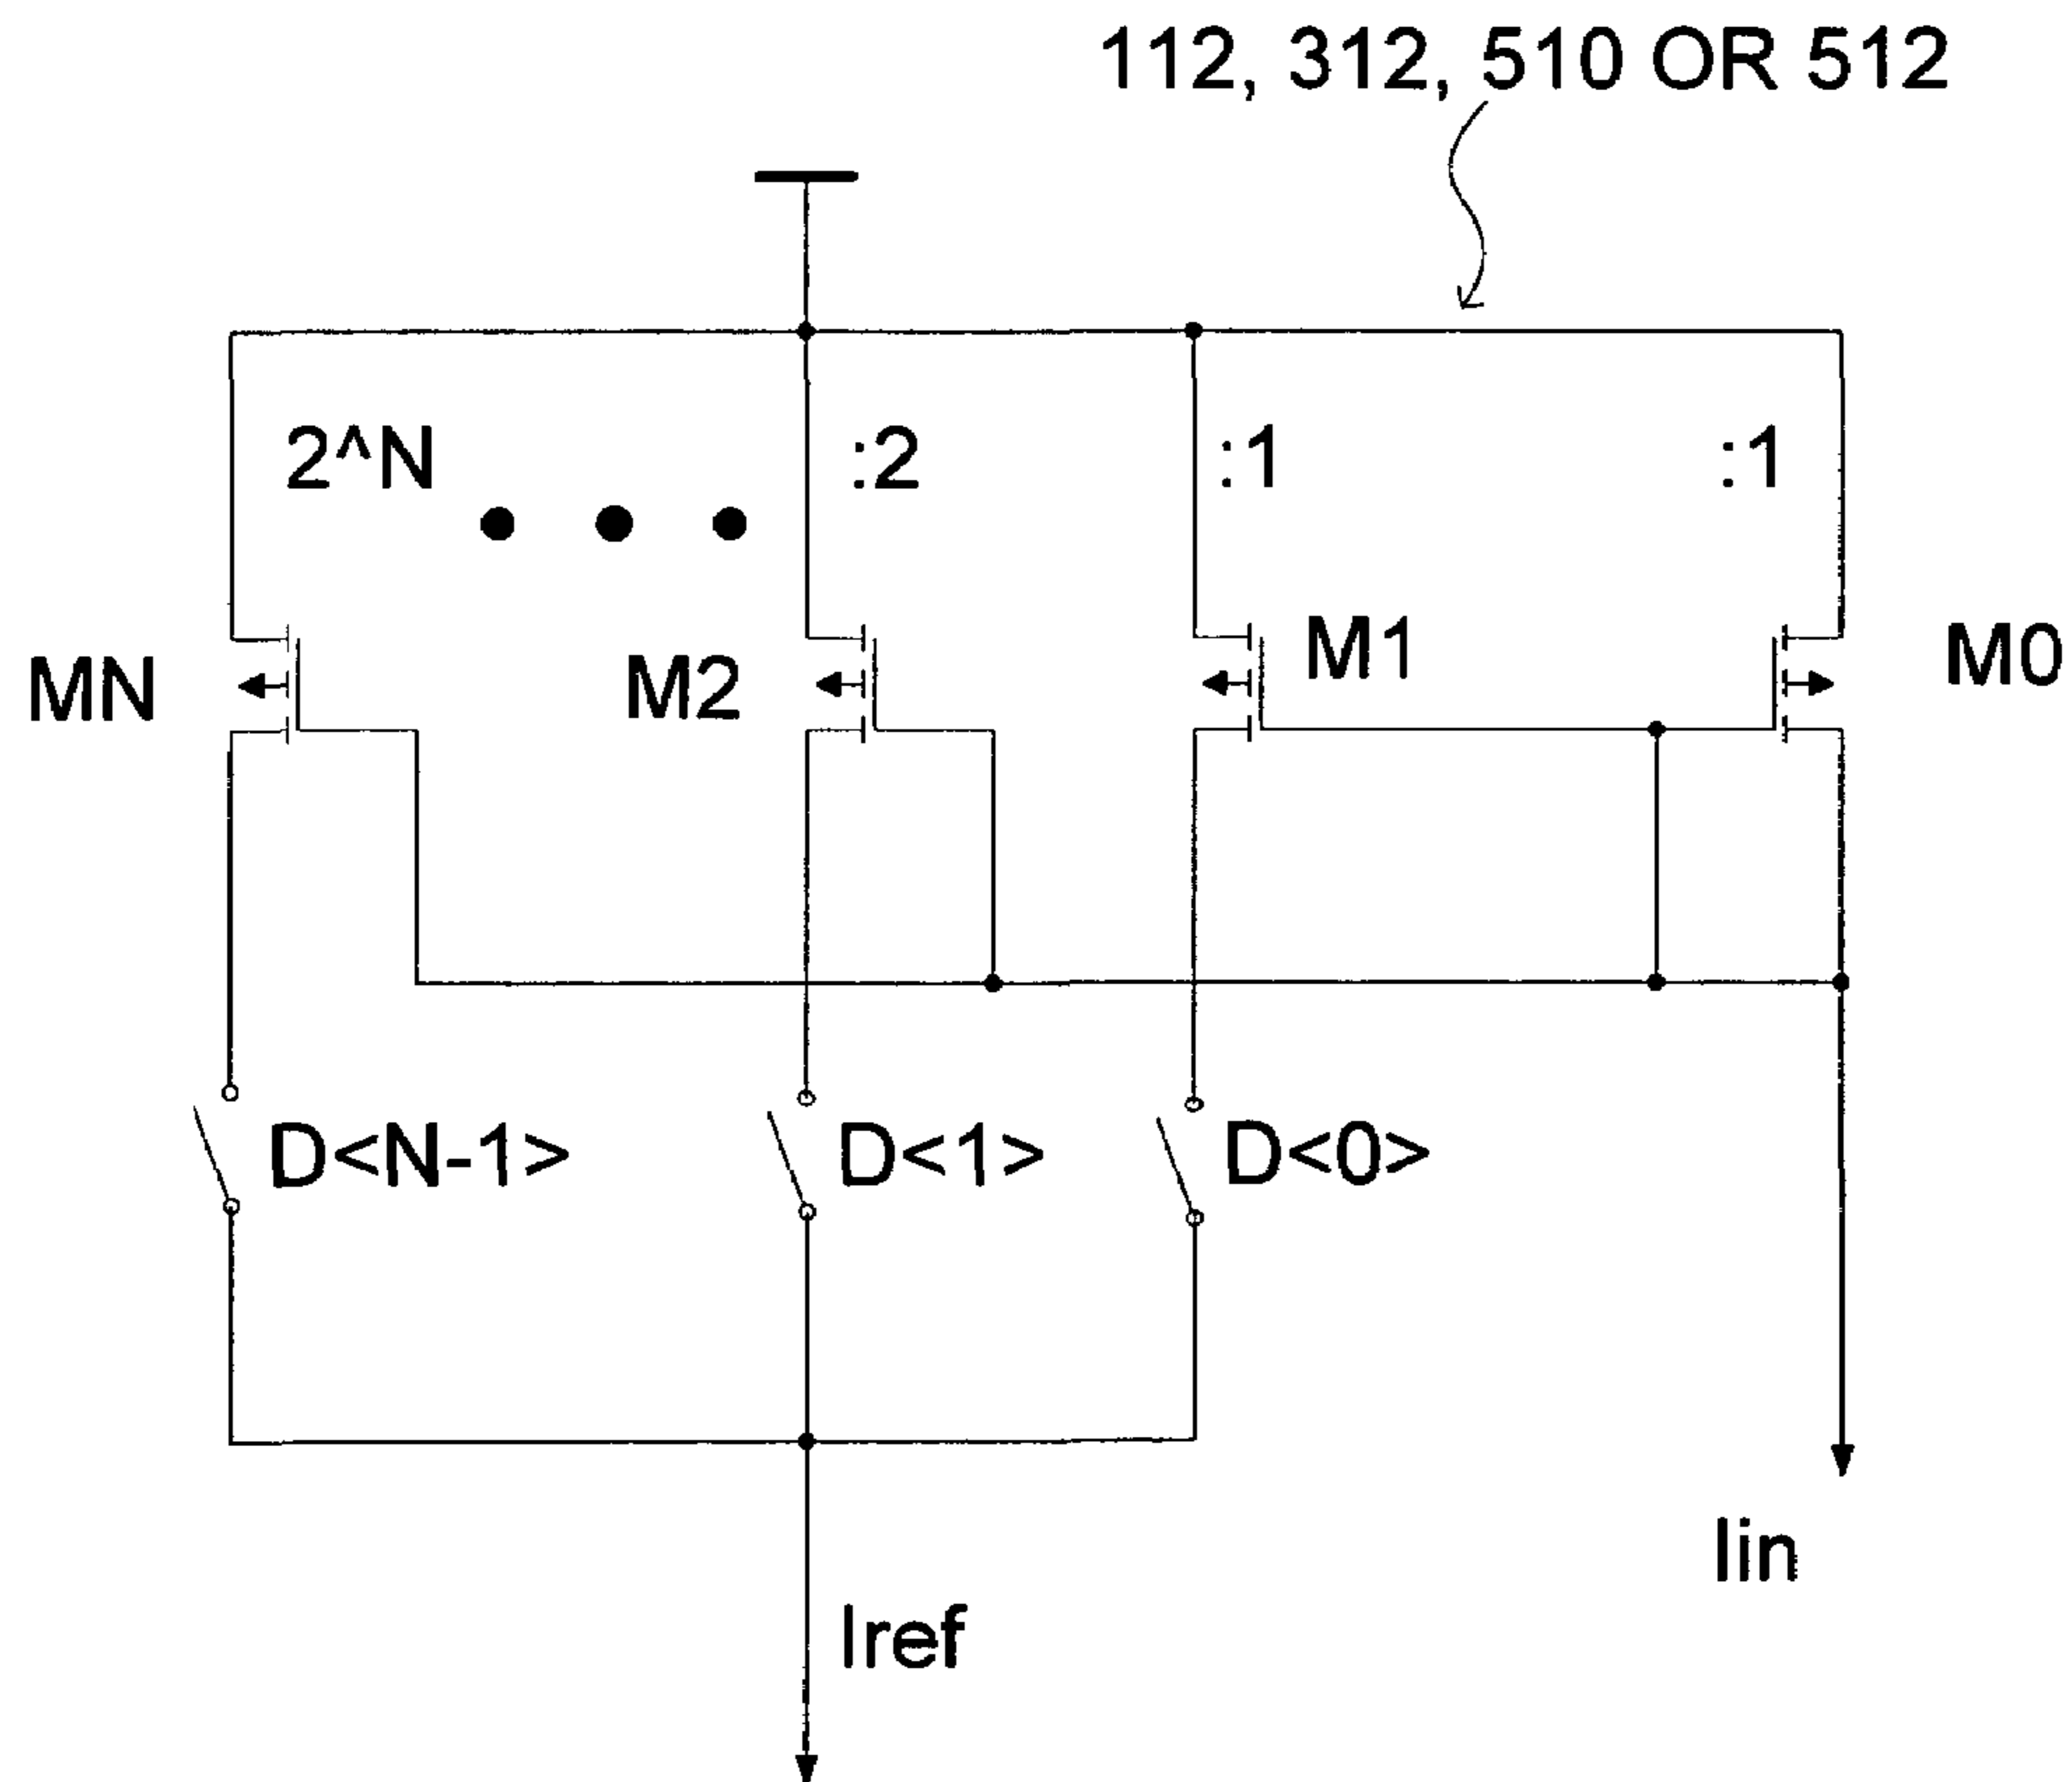 112, 312, 510 OR 512
2^N
:2
:1
:1
MN
M2
M1
M0
D<N-1>
D<1>
D<0>
Iin
Iref